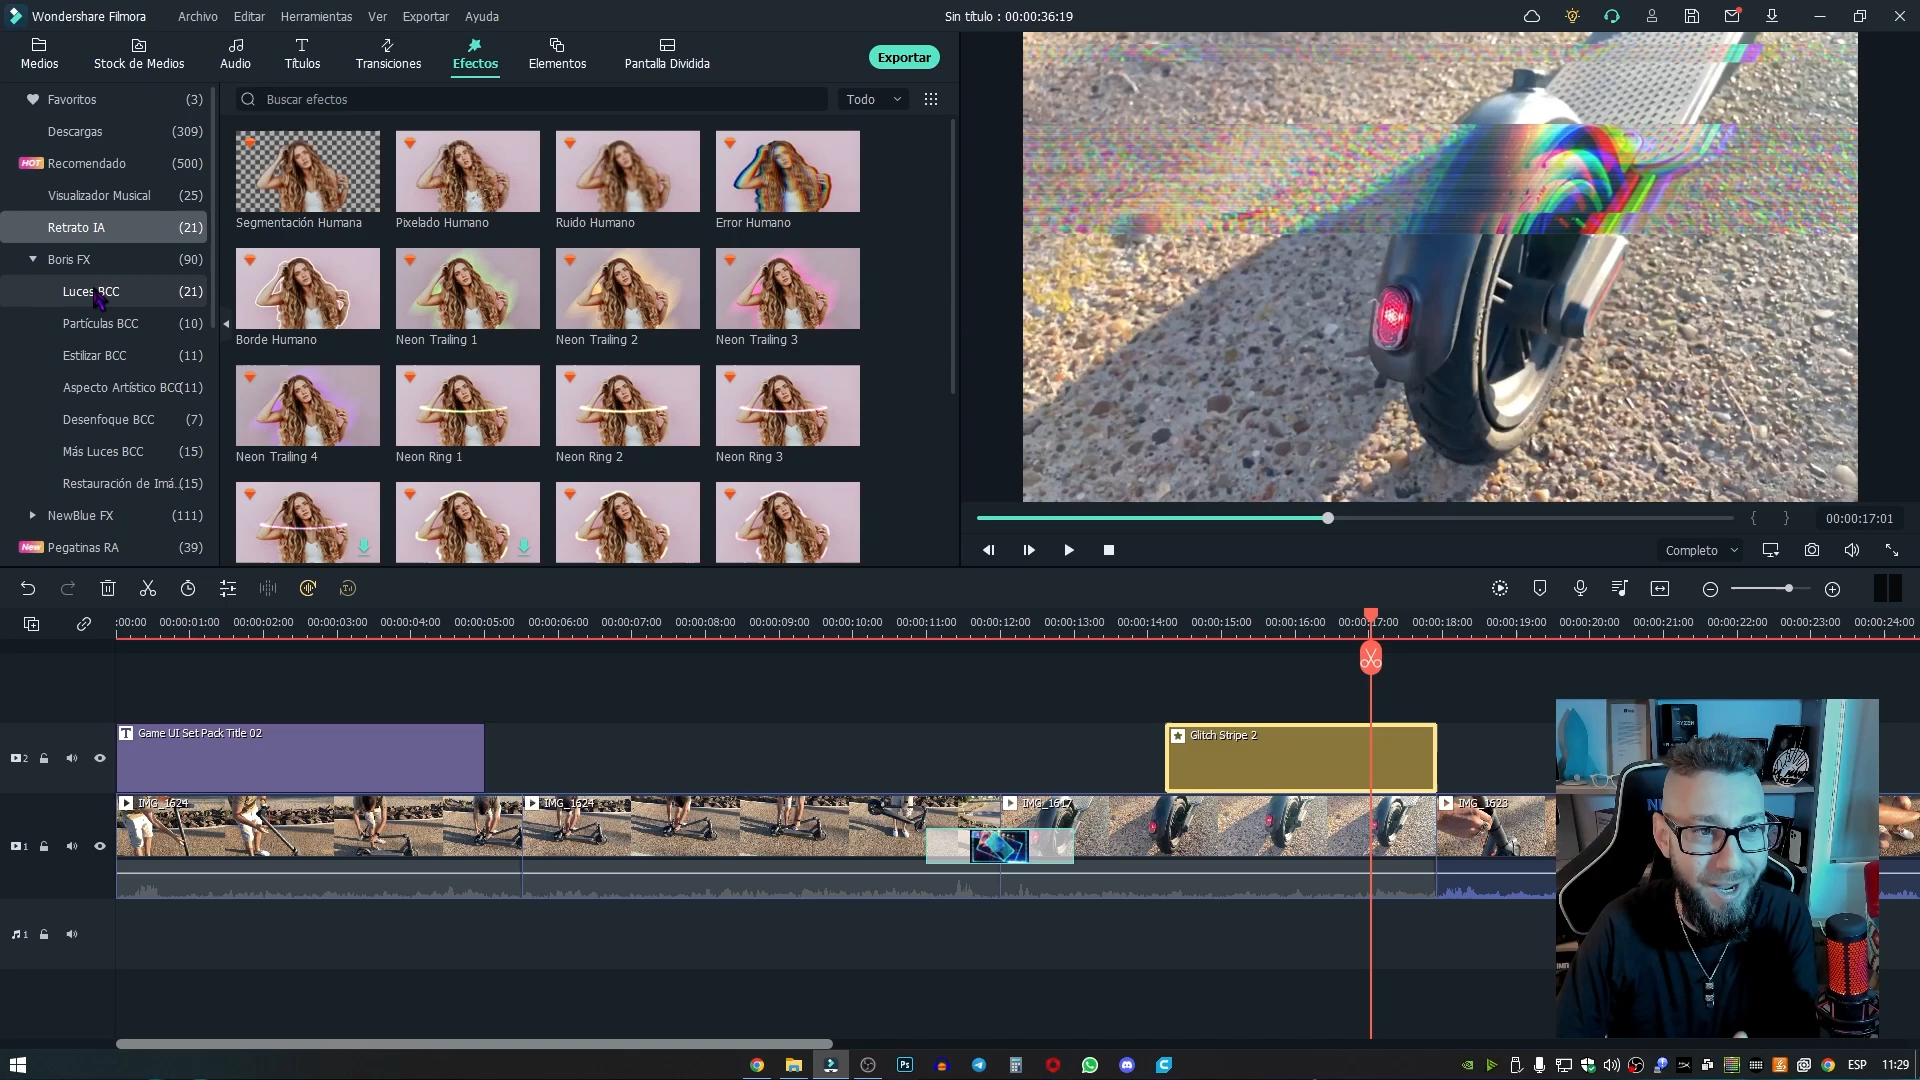 Wondershare Filmora
Archivo Editar Herramientas Ver Exportar Ayuda
Sin título : 00:00:36:19
Medios
Stock de Medios
Audio
Títulos
Transiciones
Efectos
Elementos
Pantalla Dividida
Exportar
Favoritos (3)
Descargas (309)
HOT Recomendado (500)
Visualizador Musical (25)
Retrato IA (21)
Boris FX (90)
Luces BCC (21)
Partículas BCC (10)
Estilizar BCC (11)
Aspecto Artístico BCC (11)
Desenfoque BCC (7)
Más Luces BCC (15)
Restauración de Imá... (15)
NewBlue FX (111)
New Pegatinas RA (39)
Buscar efectos
Todo
Segmentación Humana
Pixelado Humano
Ruido Humano
Error Humano
Borde Humano
Neon Trailing 1
Neon Trailing 2
Neon Trailing 3
Neon Trailing 4
Neon Ring 1
Neon Ring 2
Neon Ring 3
{ } 00:00:17:01
Completo
:00:00 00:00:01:00 00:00:02:00 00:00:03:00 00:00:04:00 00:00:05:00 00:00:06:00 00:00:07:00 00:00:08:00 00:00:09:00 00:00:10:00 00:00:11:00 00:00:12:00 00:00:13:00 00:00:14:00 00:00:15:00 00:00:16:00 00:00:17:00 00:00:18:00 00:00:19:00 00:00:20:00 00:00:21:00 00:00:22:00 00:00:23:00 00:00:24:00
2
T Game UI Set Pack Title 02
Glitch Stripe 2
1
IMG_1624
IMG_1624
IMG_1617
IMG_1623
1
RYZEN
Ps
ESP
11:29